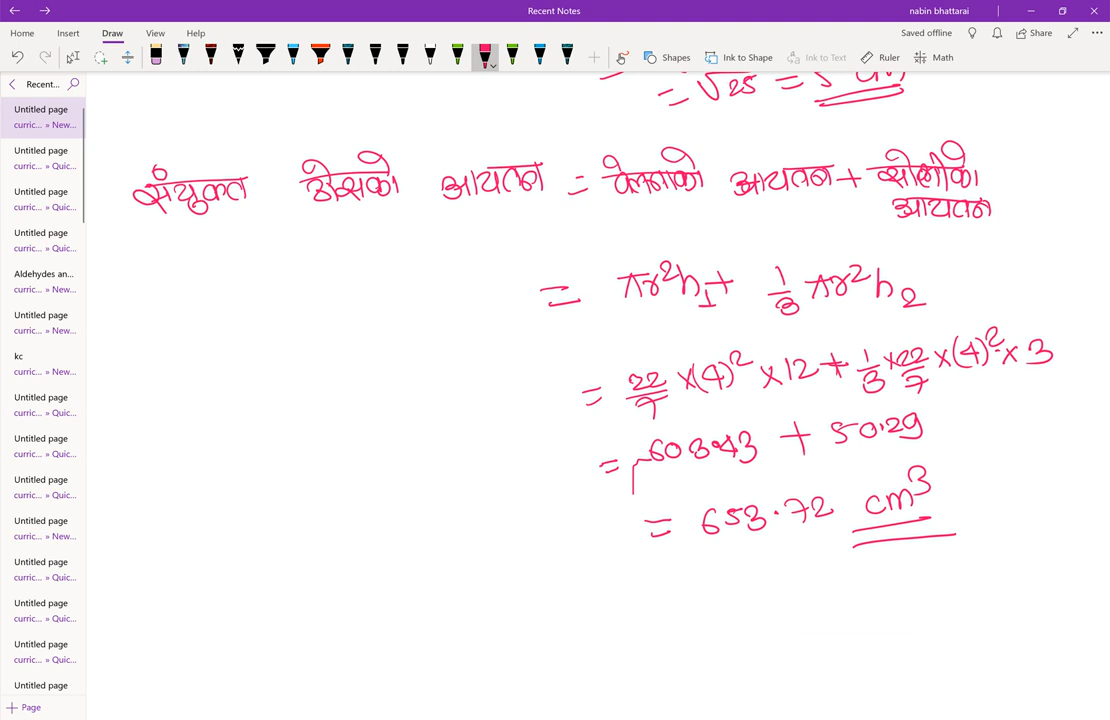 Recent Notes
nabin bhattarai
Home Insert Draw View Help
Saved offline Share
Shapes Ink to Shape Ink to Text Ruler Math
Recent...
Untitled page
curric... » New...
Untitled page
curric... » Quic...
Untitled page
curric... » Quic...
Untitled page
curric... » Quic...
Aldehydes an...
curric... » New...
Untitled page
curric... » New...
kc
curric... » New...
Untitled page
curric... » Quic...
Untitled page
curric... » Quic...
Untitled page
curric... » Quic...
Untitled page
curric... » New...
Untitled page
curric... » Quic...
Untitled page
curric... » Quic...
Untitled page
curric... » Quic...
Untitled page
Page
= √25 = 5 cm
संयुक्त ठोसको आयतन = वेलनाको आयतन + सोलीको
आयतन
= πr²h₁ + 1/3 πr²h₂
= 22/7 × (4)² × 12 + 1/3 × 22/7 × (4)² × 3
= 603.43 + 50.29
= 653.72 cm³